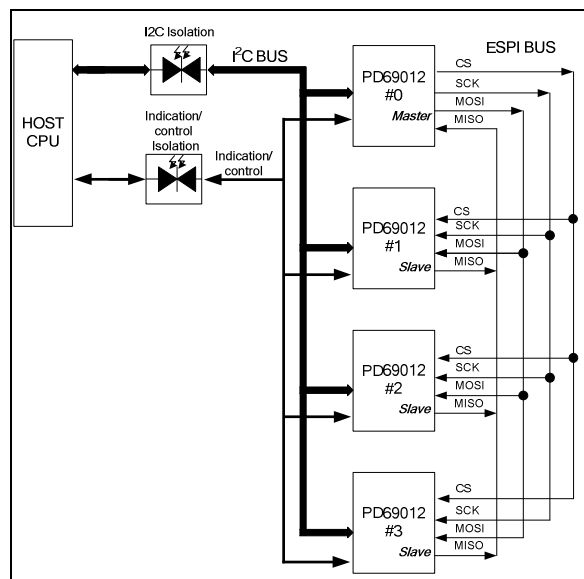 HOST
CPU
I2C Isolation
I²C BUS
Indication/
control
Isolation
Indication/
control
ESPI BUS
PD69012
#0
Master
CS
SCK
MOSI
MISO
PD69012
#1
Slave
CS
SCK
MOSI
MISO
PD69012
#2
Slave
CS
SCK
MOSI
MISO
PD69012
#3
Slave
CS
SCK
MOSI
MISO